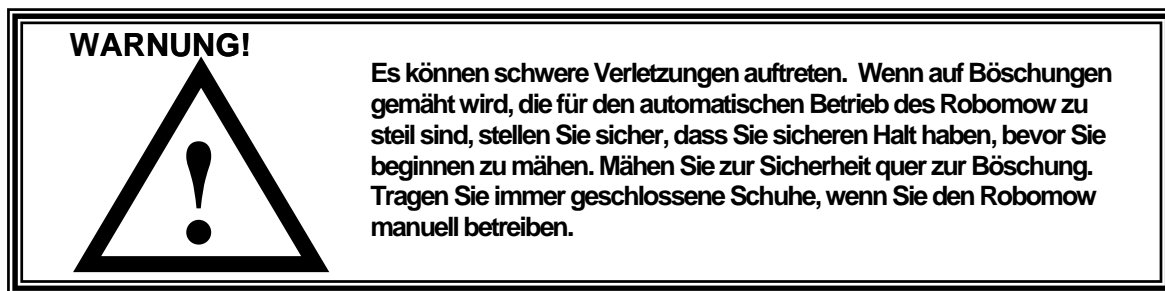 WARNUNG!
Es können schwere Verletzungen auftreten. Wenn auf Böschungen
gemäht wird, die für den automatischen Betrieb des Robomow zu
steil sind, stellen Sie sicher, dass Sie sicheren Halt haben, bevor Sie
beginnen zu mähen. Mähen Sie zur Sicherheit quer zur Böschung.
Tragen Sie immer geschlossene Schuhe, wenn Sie den Robomow
manuell betreiben.